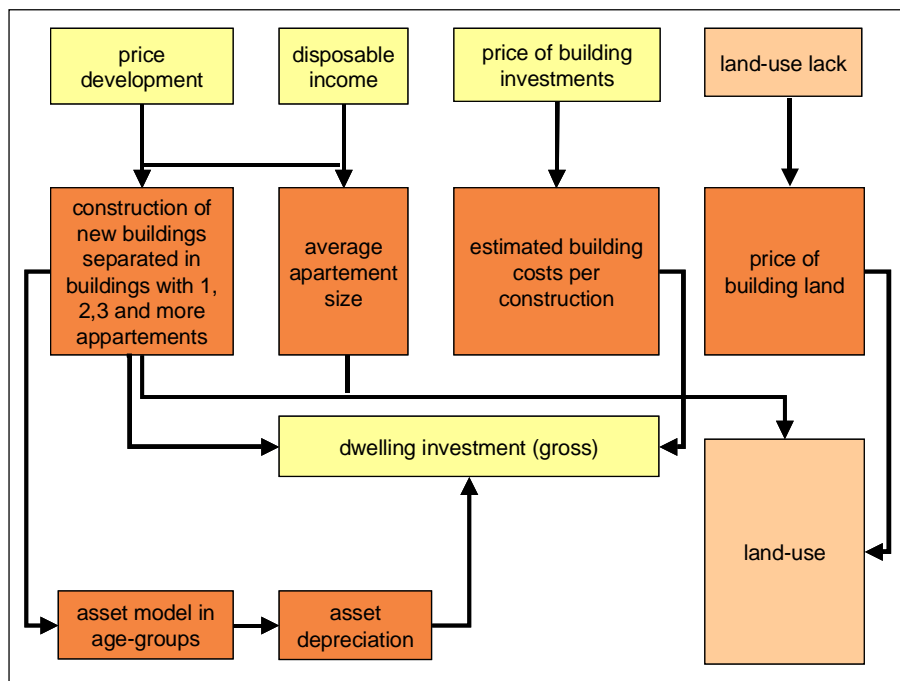 price
development
disposable
income
price of building
investments
land-use lack
construction of
new buildings
separated in
buildings with 1,
2,3 and more
appartements
average
apartement
size
estimated building
costs per
construction
price of
building land
dwelling investment (gross)
land-use
asset model in
age-groups
asset
depreciation